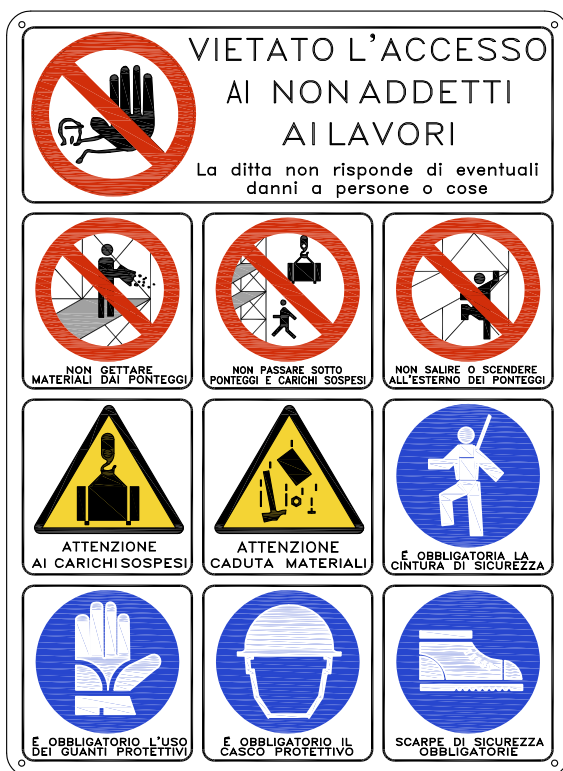 VIETATO L'ACCESSO
AI NON ADDETTI
AI LAVORI
La ditta non risponde di eventuali
danni a persone o cose
NON GETTARE
MATERIALI DAI PONTEGGI
NON PASSARE SOTTO
PONTEGGI E CARICHI SOSPESI
NON SALIRE O SCENDERE
ALL'ESTERNO DEI PONTEGGI
ATTENZIONE
AI CARICHI SOSPESI
ATTENZIONE
CADUTA MATERIALI
É OBBLIGATORIA LA
CINTURA DI SICUREZZA
É OBBLIGATORIO L'USO
DEI GUANTI PROTETTIVI
É OBBLIGATORIO IL
CASCO PROTETTIVO
SCARPE DI SICUREZZA
OBBLIGATORIE